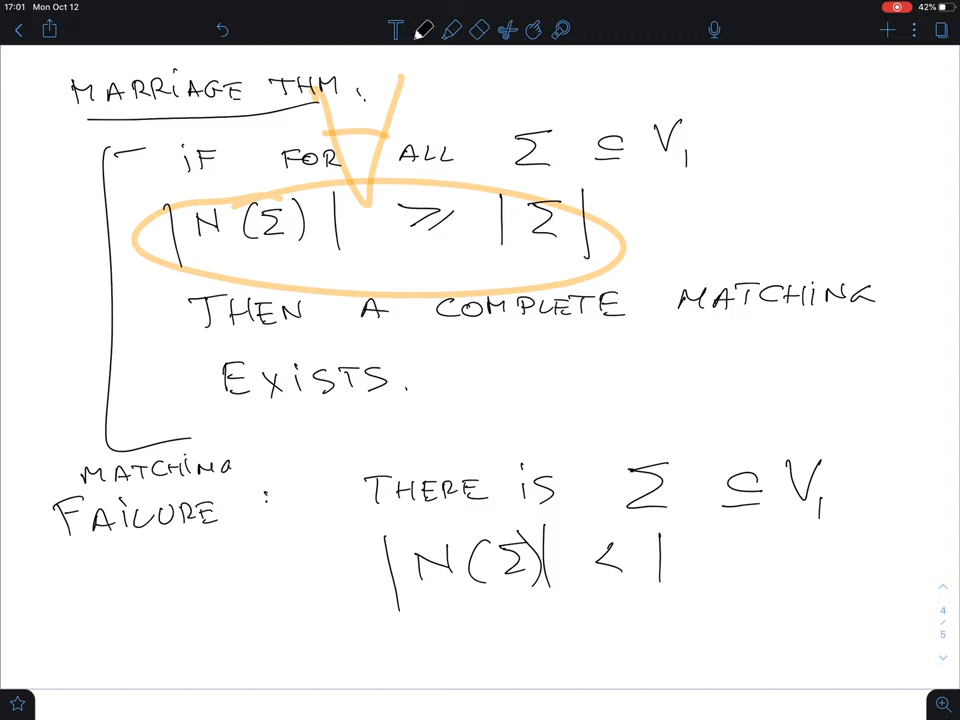 17:01 Mon Oct 12
42%
MARRIAGE THM.
∀
IF FOR ALL Σ ⊆ V₁
|N(Σ)| ⩾ |Σ|
THEN A COMPLETE MATCHING
EXISTS.
MATCHING
FAILURE : THERE IS Σ ⊆ V₁
|N(Σ)| < |
4
/
5